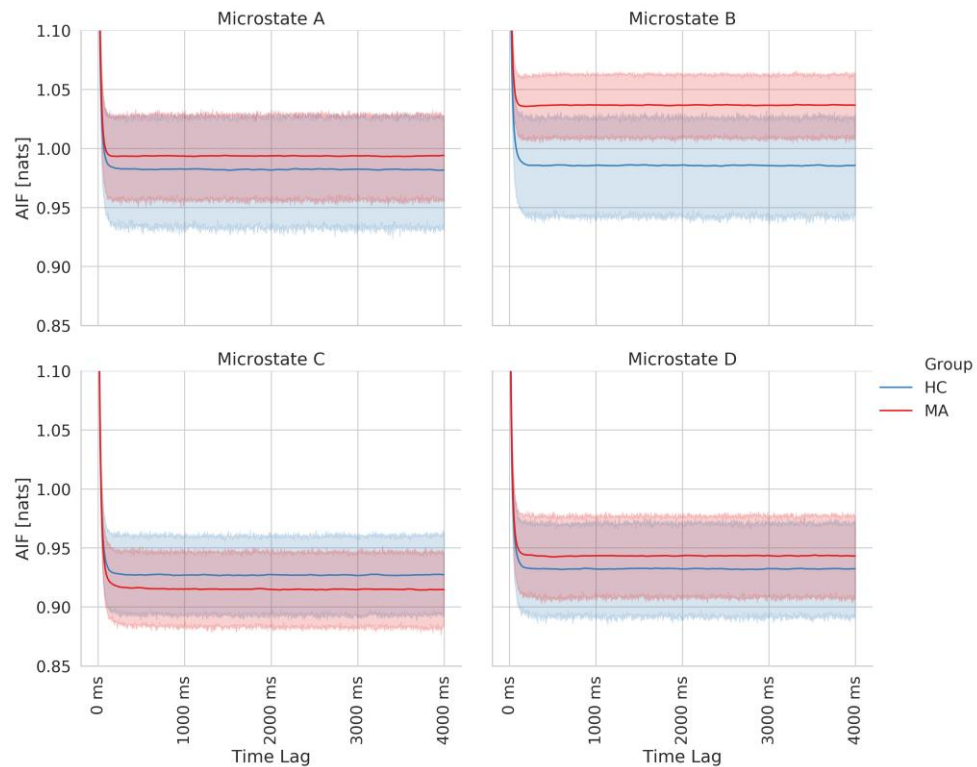 Microstate A
Microstate B
1.10
1.05
1.00
0.95
0.90
0.85
AIF [nats]
Microstate C
Microstate D
1.10
1.05
1.00
0.95
0.90
0.85
AIF [nats]
Group
HC
MA
0 ms
1000 ms
2000 ms
3000 ms
4000 ms
0 ms
1000 ms
2000 ms
3000 ms
4000 ms
Time Lag
Time Lag